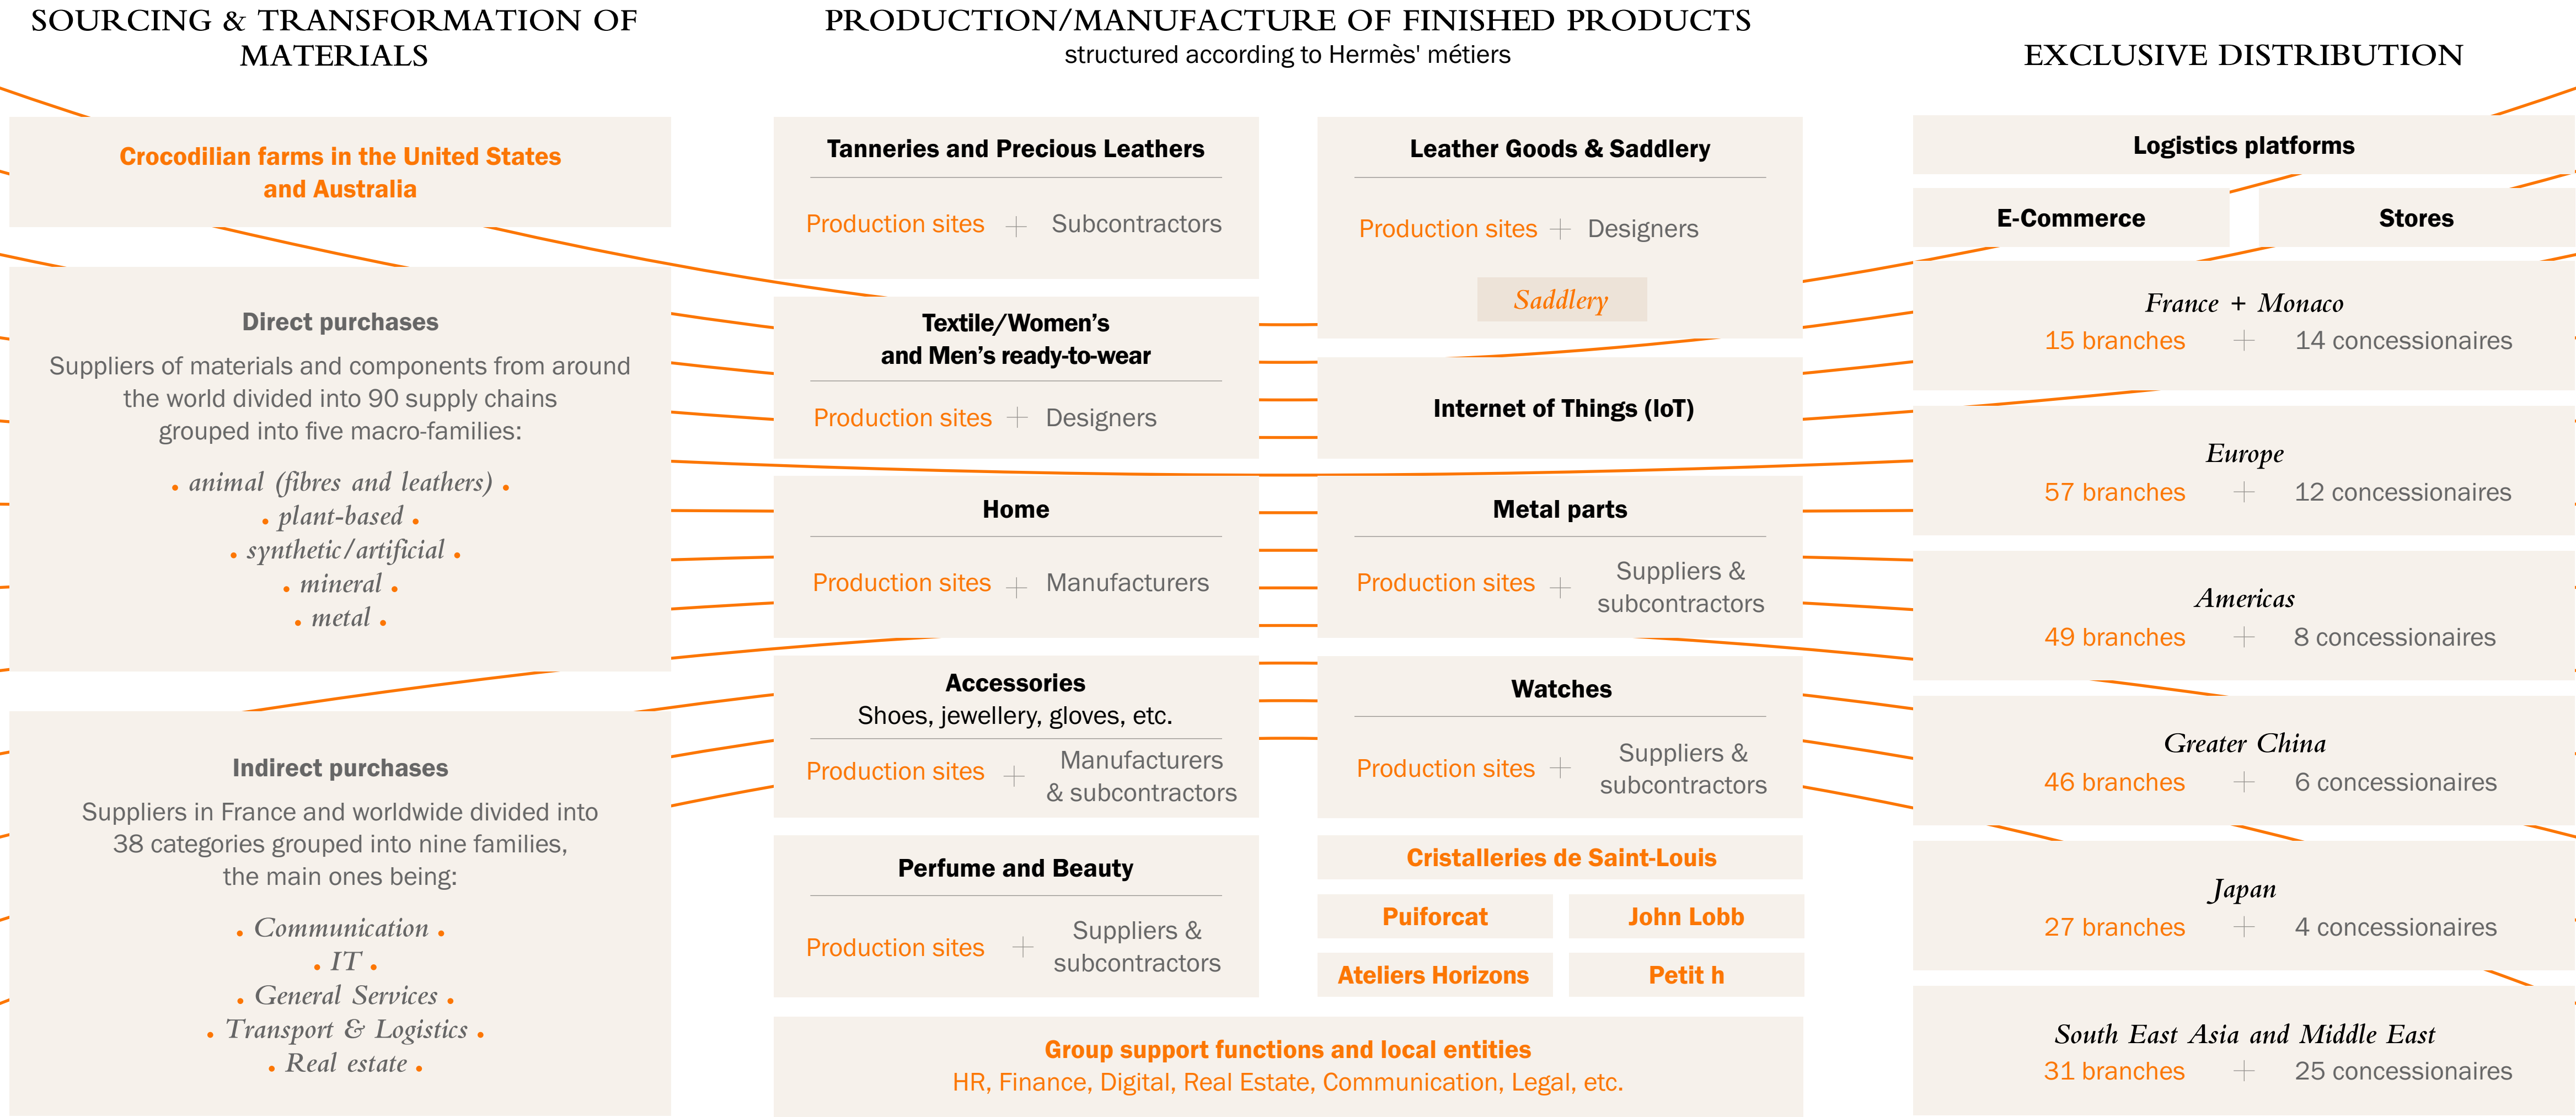 SOURCING & TRANSFORMATION OF
MATERIALS
Crocodilian farms in the United States
and Australia
Direct purchases
Suppliers of materials and components from around
the world divided into 90 supply chains
grouped into five macro-families:
• animal (fibres and leathers) •
• plant-based •
• synthetic/artificial •
• mineral •
• metal •
Indirect purchases
Suppliers in France and worldwide divided into
38 categories grouped into nine families,
the main ones being:
• Communication •
• IT •
• General Services •
• Transport & Logistics •
• Real estate •
PRODUCTION/MANUFACTURE OF FINISHED PRODUCTS
structured according to Hermès' métiers
Tanneries and Precious Leathers
Production sites + Subcontractors
Textile/Women’s
and Men’s ready-to-wear
Production sites + Designers
Home
Production sites + Manufacturers
Accessories
Shoes, jewellery, gloves, etc.
Production sites + Manufacturers
& subcontractors
Perfume and Beauty
Production sites + Suppliers &
subcontractors
Leather Goods & Saddlery
Production sites + Designers
Saddlery
Internet of Things (IoT)
Metal parts
Production sites + Suppliers &
subcontractors
Watches
Production sites + Suppliers &
subcontractors
Cristalleries de Saint-Louis
Puiforcat
John Lobb
Ateliers Horizons
Petit h
Group support functions and local entities
HR, Finance, Digital, Real Estate, Communication, Legal, etc.
EXCLUSIVE DISTRIBUTION
Logistics platforms
E-Commerce
Stores
France + Monaco
15 branches + 14 concessionaires
Europe
57 branches + 12 concessionaires
Americas
49 branches + 8 concessionaires
Greater China
46 branches + 6 concessionaires
Japan
27 branches + 4 concessionaires
South East Asia and Middle East
31 branches + 25 concessionaires